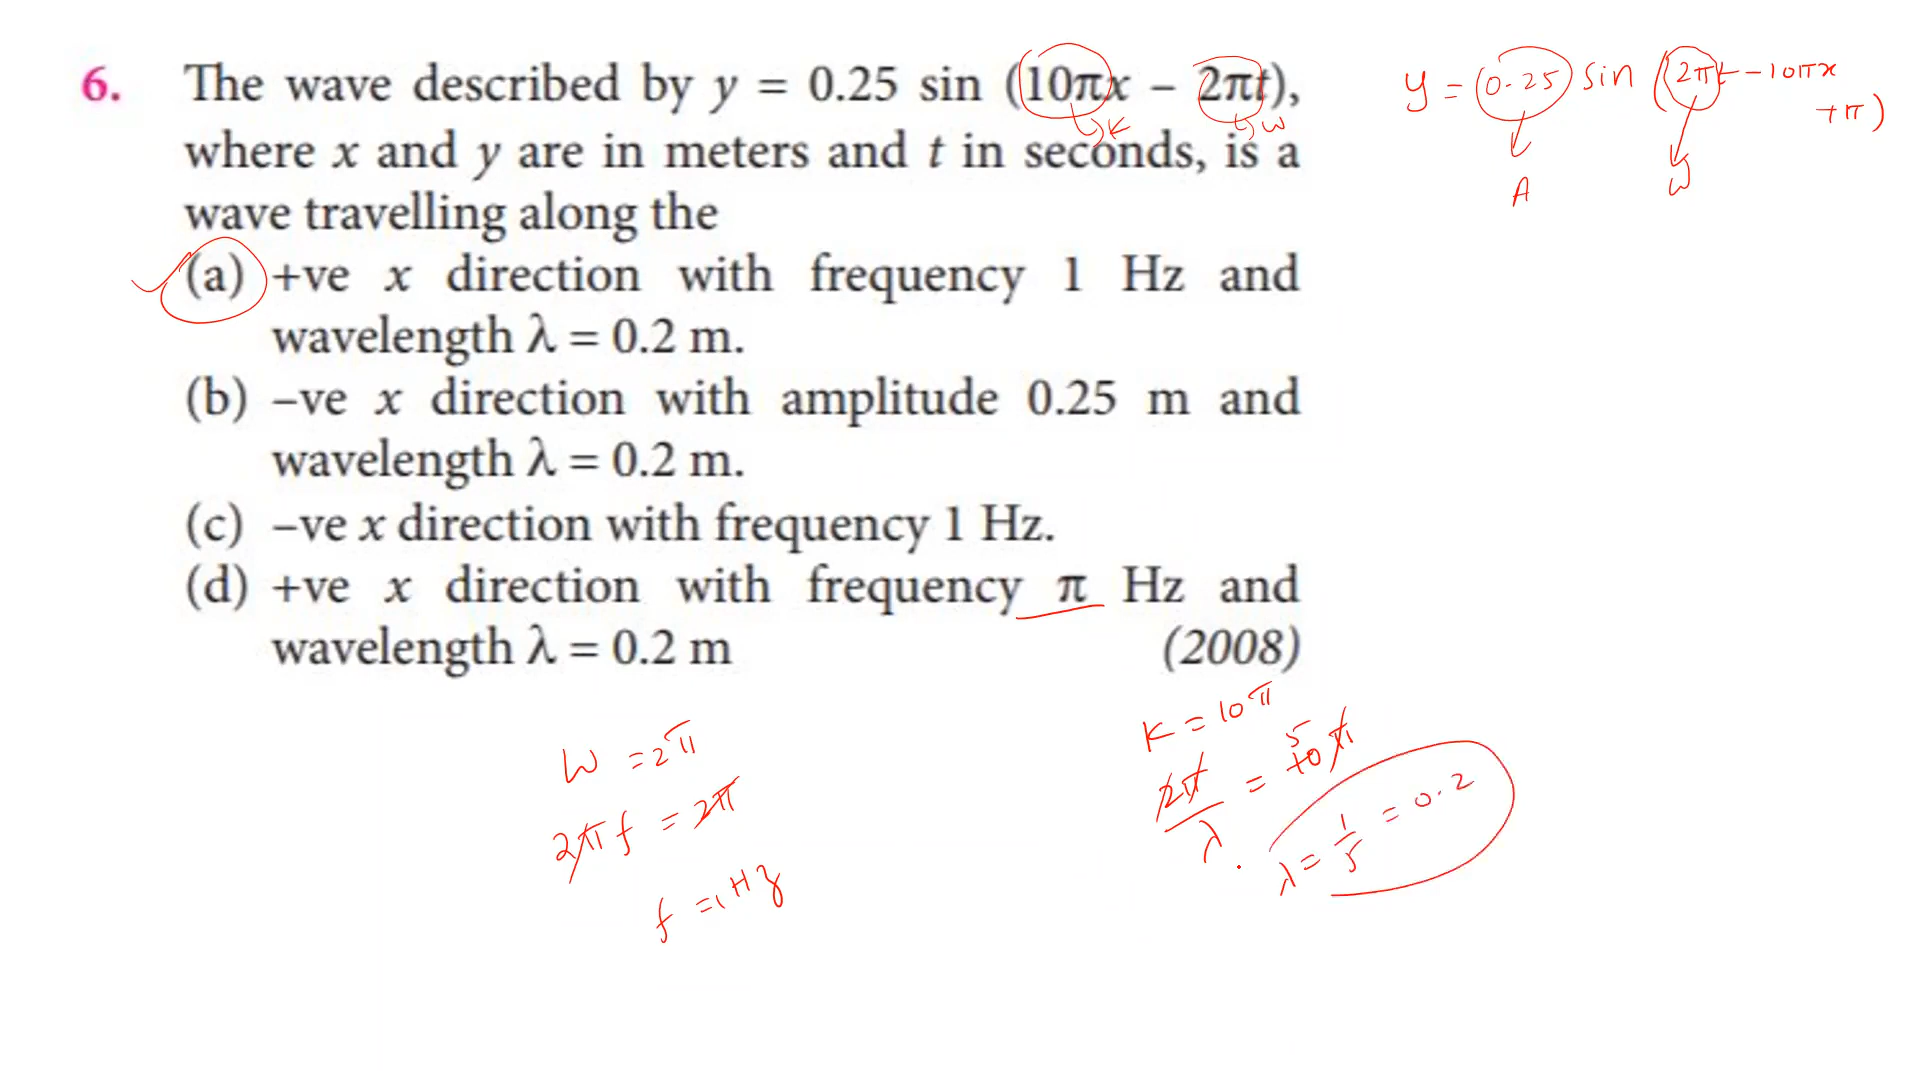 6. The wave described by y = 0.25 sin (10πx – 2πt),
where x and y are in meters and t in seconds, is a
wave travelling along the
(a) +ve x direction with frequency 1 Hz and
wavelength λ = 0.2 m.
(b) –ve x direction with amplitude 0.25 m and
wavelength λ = 0.2 m.
(c) –ve x direction with frequency 1 Hz.
(d) +ve x direction with frequency π Hz and
wavelength λ = 0.2 m (2008)
K
w
y = (0.25) sin (2πt – 10πx
+π)
A
w
w = 2π
2πf = 2π
f = 1 Hz
K = 10π
5
2π/λ = 10π
λ = 1/5 = 0.2